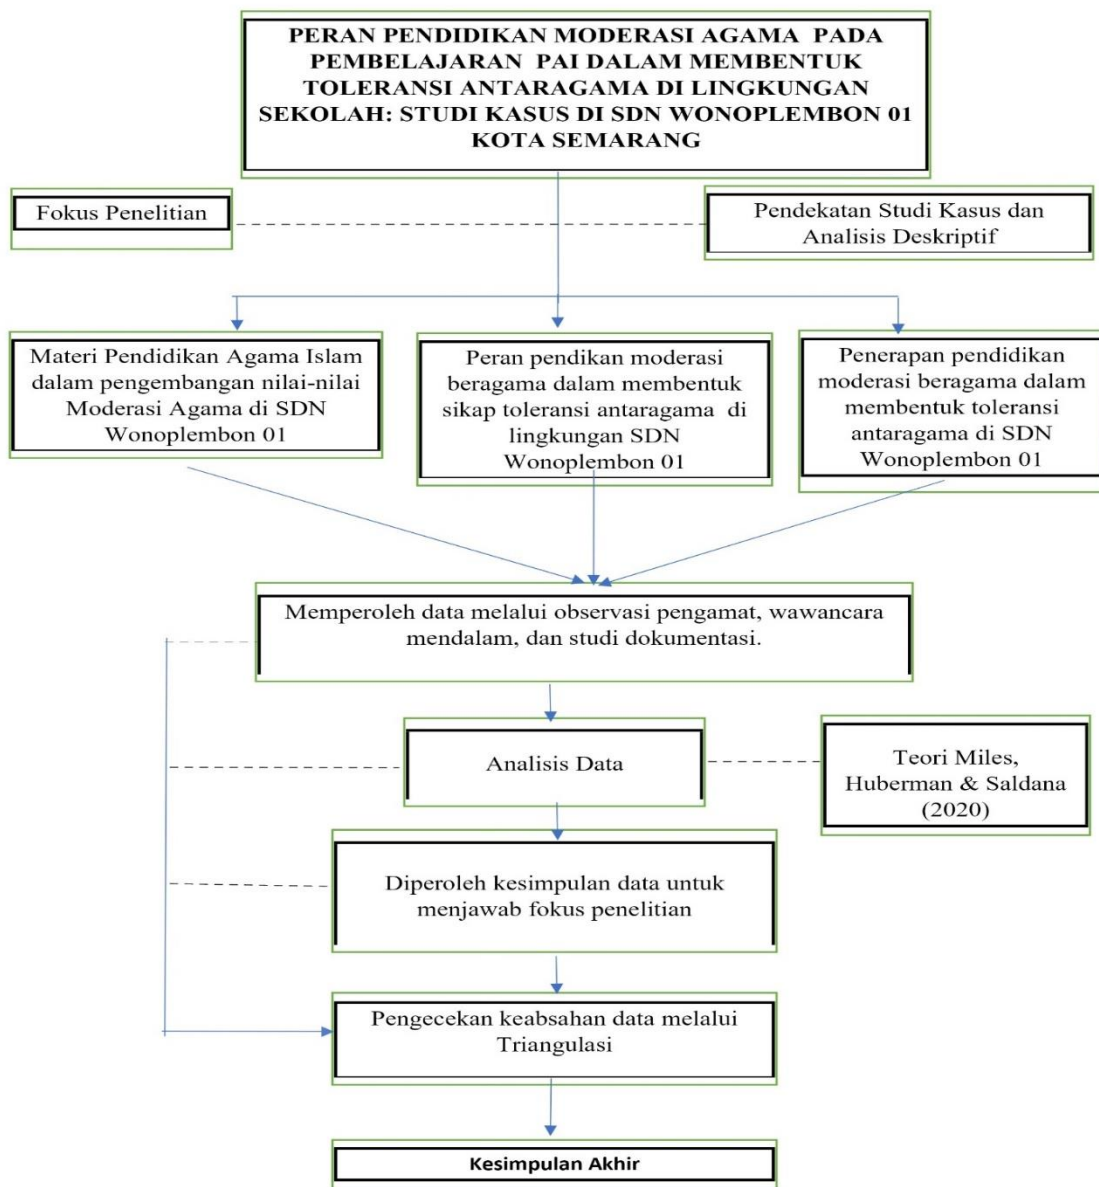 PERAN PENDIDIKAN MODERASI AGAMA PADA
PEMBELAJARAN PAI DALAM MEMBENTUK
TOLERANSI ANTARAGAMA DI LINGKUNGAN
SEKOLAH: STUDI KASUS DI SDN WONOPLEMBON 01
KOTA SEMARANG
Fokus Penelitian
Pendekatan Studi Kasus dan
Analisis Deskriptif
Materi Pendidikan Agama Islam
dalam pengembangan nilai-nilai
Moderasi Agama di SDN
Wonoplembon 01
Peran pendikan moderasi
beragama dalam membentuk
sikap toleransi antaragama di
lingkungan SDN
Wonoplembon 01
Penerapan pendidikan
moderasi beragama dalam
membentuk toleransi
antaragama di SDN
Wonoplembon 01
Memperoleh data melalui observasi pengamat, wawancara
mendalam, dan studi dokumentasi.
Analisis Data
Teori Miles,
Huberman & Saldana
(2020)
Diperoleh kesimpulan data untuk
menjawab fokus penelitian
Pengecekan keabsahan data melalui
Triangulasi
Kesimpulan Akhir